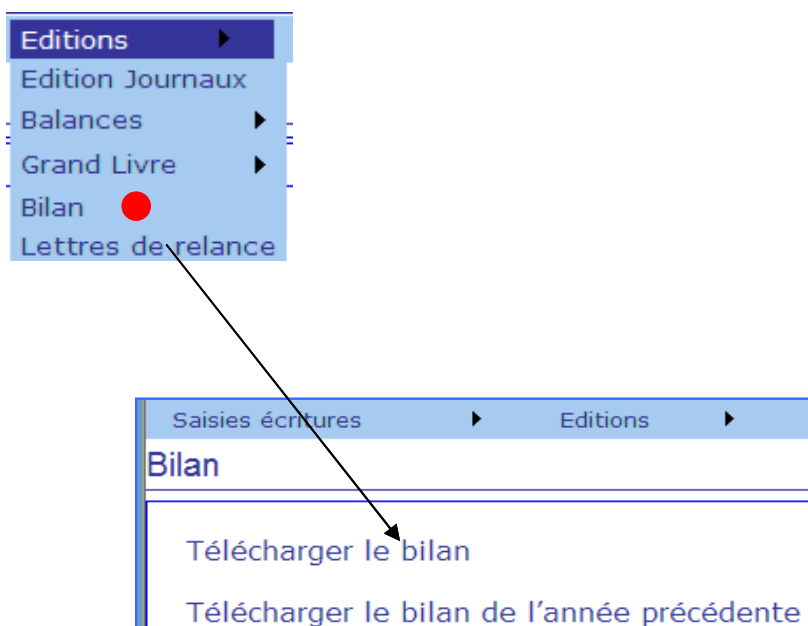 Editions
Edition Journaux
Balances
Grand Livre
Bilan
Lettres de relance
Saisies écritures Editions
Bilan
Télécharger le bilan
Télécharger le bilan de l’année précédente